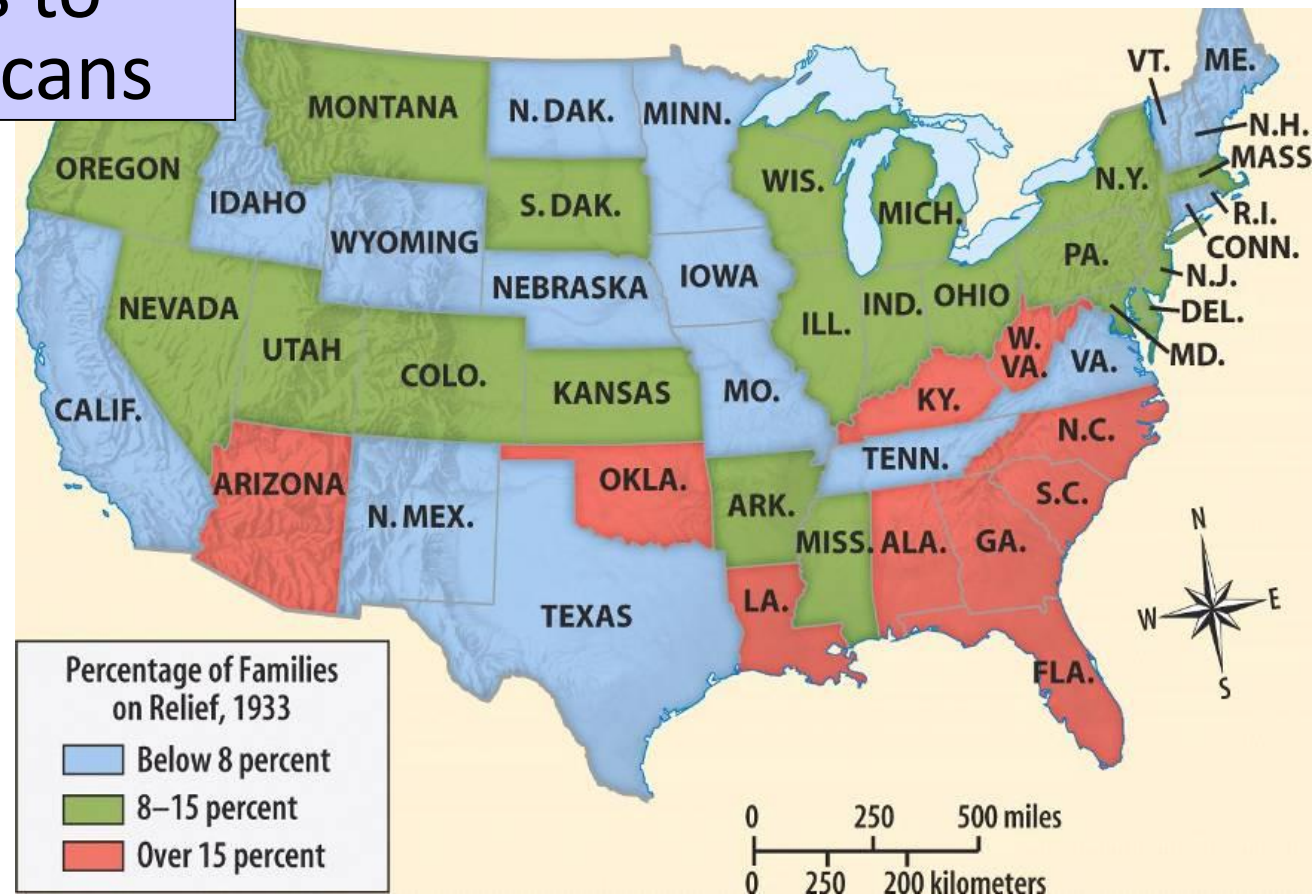 s to
cans
VT.
ME.
MONTANA
N. DAK.
MINN.
N.H.
MASS
OREGON
WIS.
N.Y.
IDAHO
S. DAK.
MICH.
R.I.
WYOMING
CONN.
PA.
NEBRASKA
IOWA
N.J.
NEVADA
OHIO
IND.
ILL.
DEL.
UTAH
W.
VA.
VA.
MD.
COLO.
KANSAS
MO.
CALIF.
KY.
N.C.
TENN.
ARIZONA
OKLA.
S.C.
N. MEX.
ARK.
MISS.
ALA.
GA.
N
W
E
S
LA.
TEXAS
FLA.
Percentage of Families
on Relief, 1933
Below 8 percent
8–15 percent
Over 15 percent
0 250 500 miles
0 250 200 kilometers